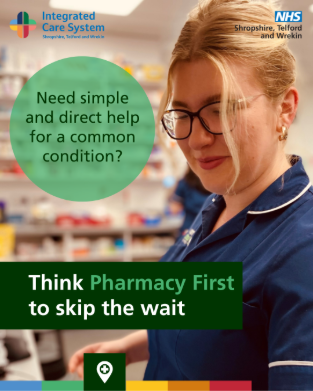 Integrated
Care System
Shropshire, Telford and Wrekin
NHS
Shropshire, Telford
and Wrekin
Need simple
and direct help
for a common
condition?
Think Pharmacy First
to skip the wait